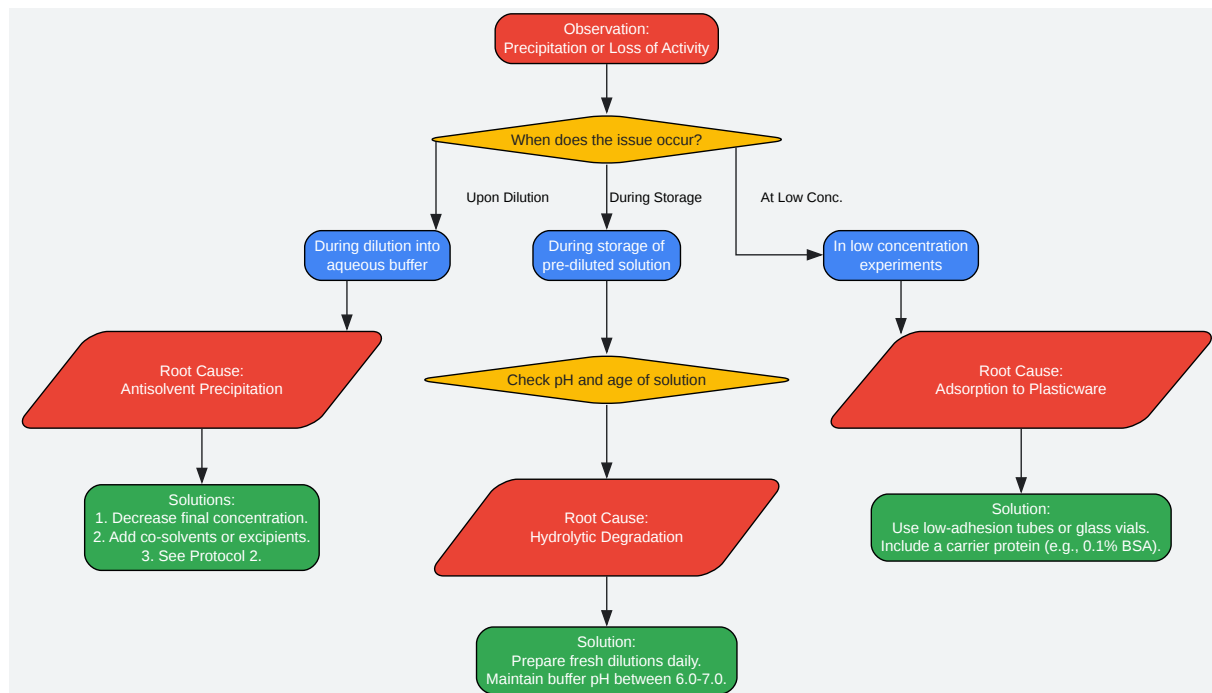 Observation:
Precipitation or Loss of Activity
When does the issue occur?
Upon Dilution
During Storage
At Low Conc.
During dilution into
aqueous buffer
During storage of
pre-diluted solution
In low concentration
experiments
Root Cause:
Antisolvent Precipitation
Check pH and age of solution
Root Cause:
Adsorption to Plasticware
Solutions:
1. Decrease final concentration.
2. Add co-solvents or excipients.
3. See Protocol 2.
Root Cause:
Hydrolytic Degradation
Solution:
Use low-adhesion tubes or glass vials.
Include a carrier protein (e.g., 0.1% BSA).
Solution:
Prepare fresh dilutions daily.
Maintain buffer pH between 6.0-7.0.